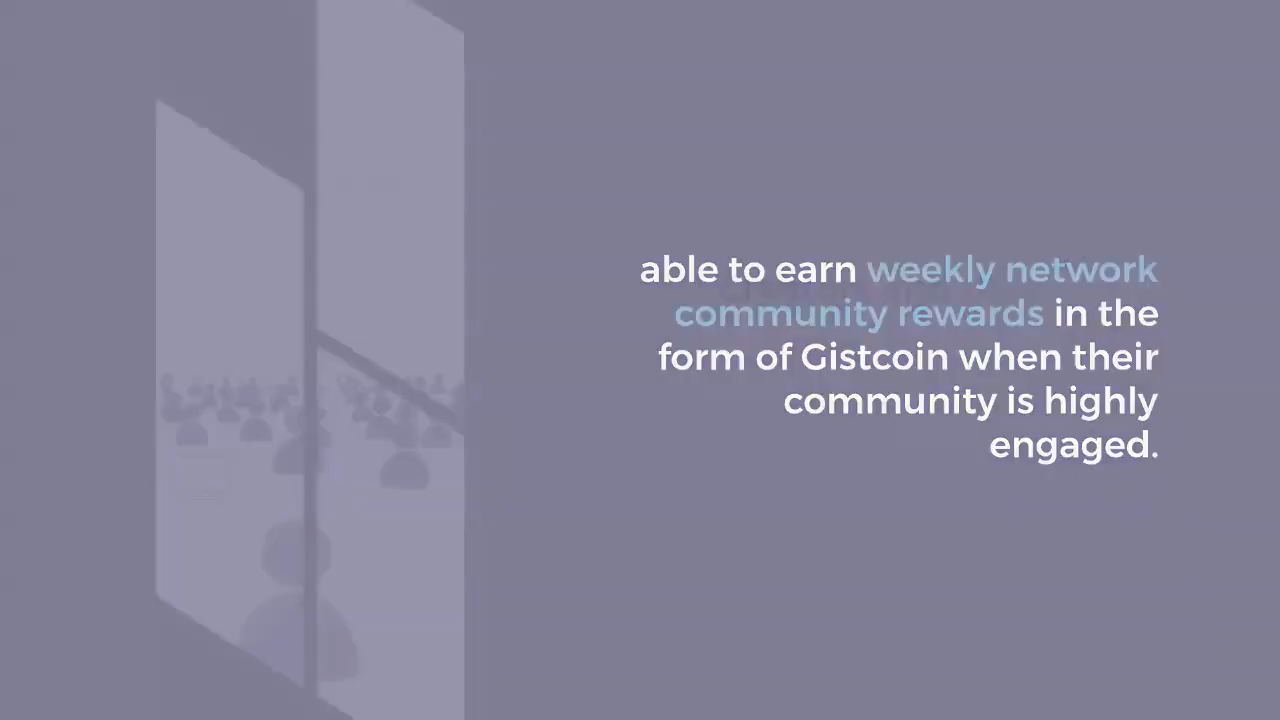 able to earn weekly network
community rewards in the
form of Gistcoin when their
community is highly
engaged.